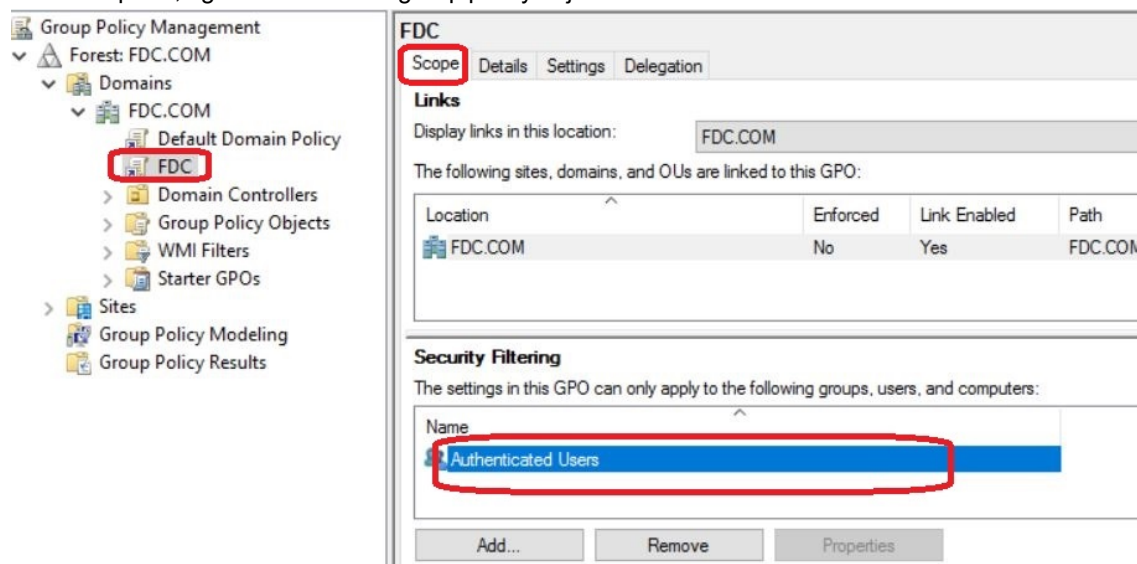 Group Policy Management
Forest: FDC.COM
Domains
FDC.COM
Default Domain Policy
FDC
Domain Controllers
Group Policy Objects
WMI Filters
Starter GPOs
Sites
Group Policy Modeling
Group Policy Results
FDC
Scope Details Settings Delegation
Links
Display links in this location: FDC.COM
The following sites, domains, and OUs are linked to this GPO:
Location Enforced Link Enabled Path
FDC.COM No Yes FDC.COM
Security Filtering
The settings in this GPO can only apply to the following groups, users, and computers:
Name
Authenticated Users
Add... Remove Properties